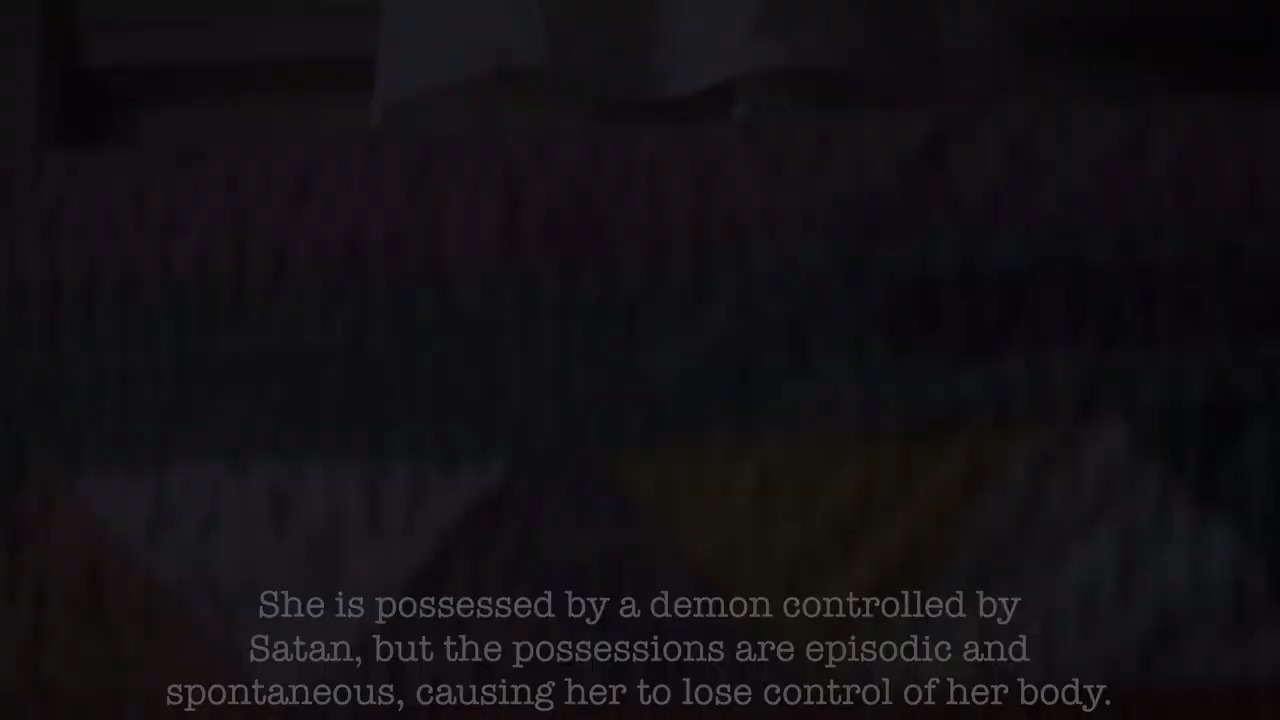 She is possessed by a demon controlled by
Satan, but the possessions are episodic and
spontaneous, causing her to lose control of her body.